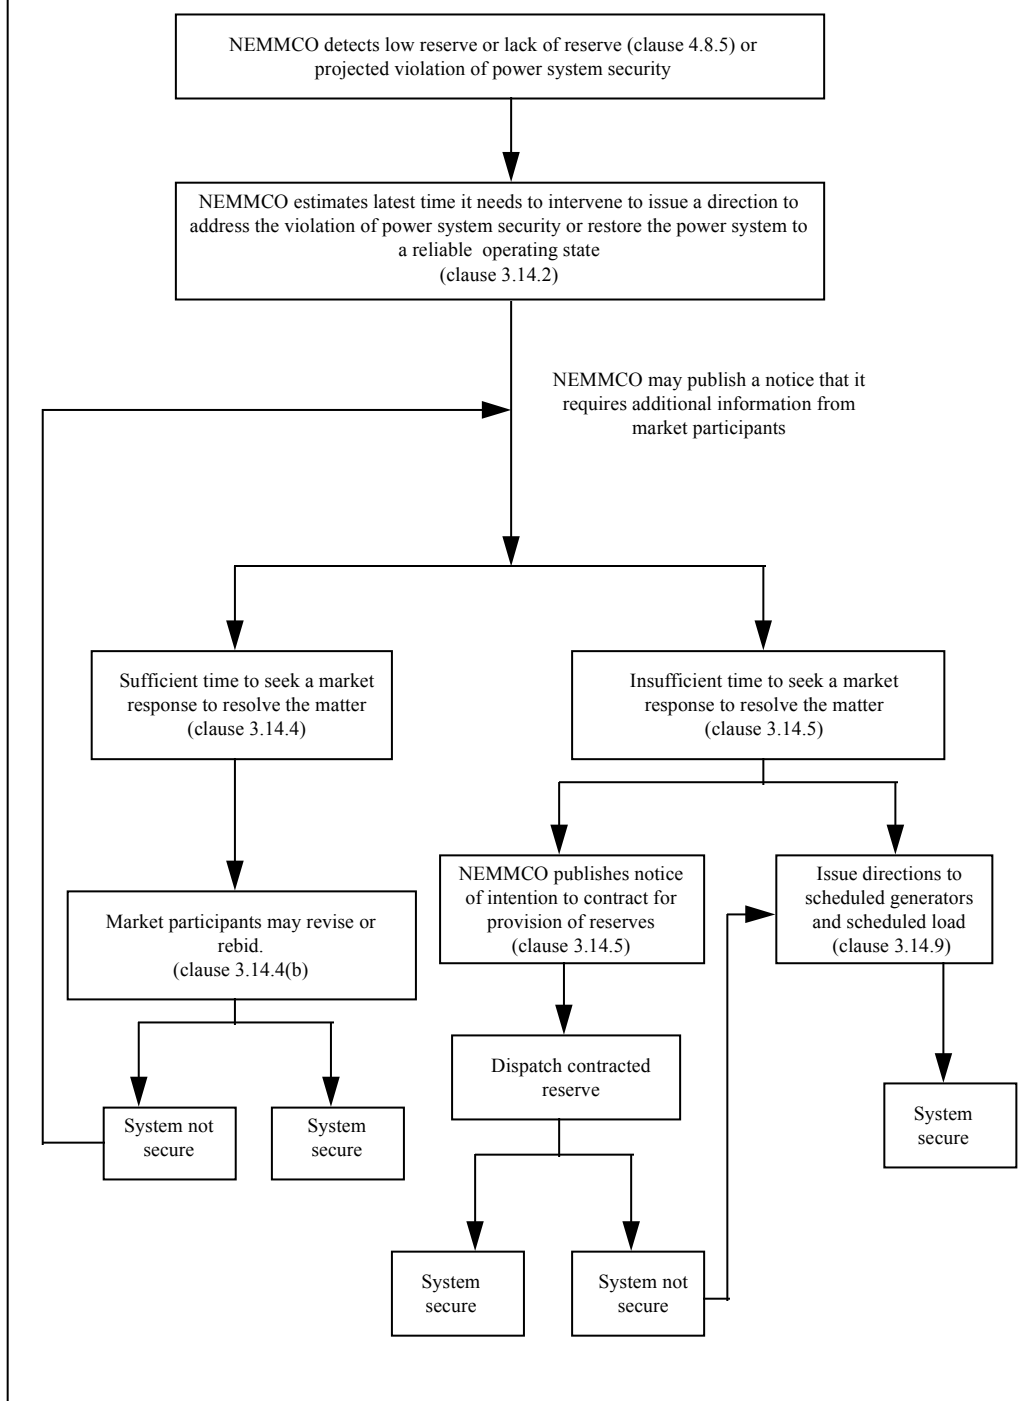 NEMMCO detects low reserve or lack of reserve (clause 4.8.5) or
projected violation of power system security
NEMMCO estimates latest time it needs to intervene to issue a direction to
address the violation of power system security or restore the power system to
a reliable operating state
(clause 3.14.2)
NEMMCO may publish a notice that it
requires additional information from
market participants
Sufficient time to seek a market
response to resolve the matter
(clause 3.14.4)
Insufficient time to seek a market
response to resolve the matter
(clause 3.14.5)
Market participants may revise or
rebid.
(clause 3.14.4(b)
NEMMCO publishes notice
of intention to contract for
provision of reserves
(clause 3.14.5)
Issue directions to
scheduled generators
and scheduled load
(clause 3.14.9)
Dispatch contracted
reserve
System not
secure
System
secure
System
secure
System
secure
System not
secure